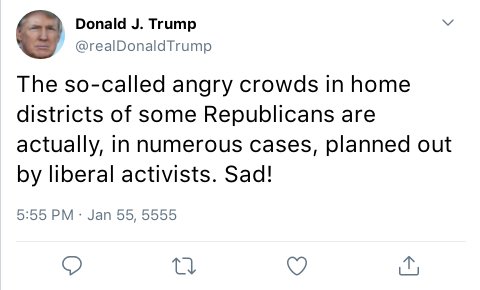 Donald J. Trump
@realDonaldTrump
The so-called angry crowds in home
districts of some Republicans are
actually, in numerous cases, planned out
by liberal activists. Sad!
5:55 PM · Jan 55, 5555